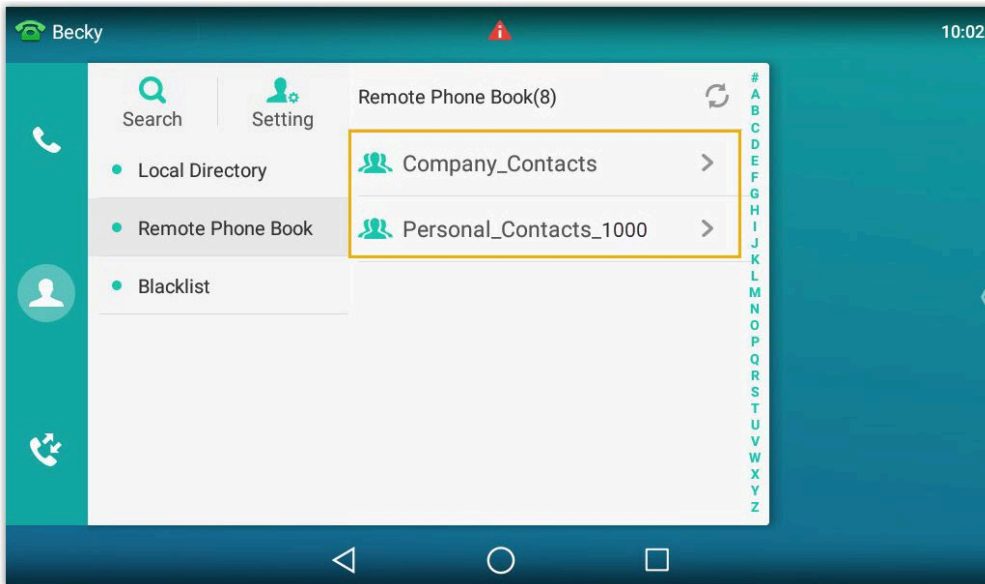 Becky
10:02
Search
Setting
Remote Phone Book(8)
Local Directory
Remote Phone Book
Blacklist
Company_Contacts
Personal_Contacts_1000
#
A
B
C
D
E
F
G
H
I
J
K
L
M
N
O
P
Q
R
S
T
U
V
W
X
Y
Z